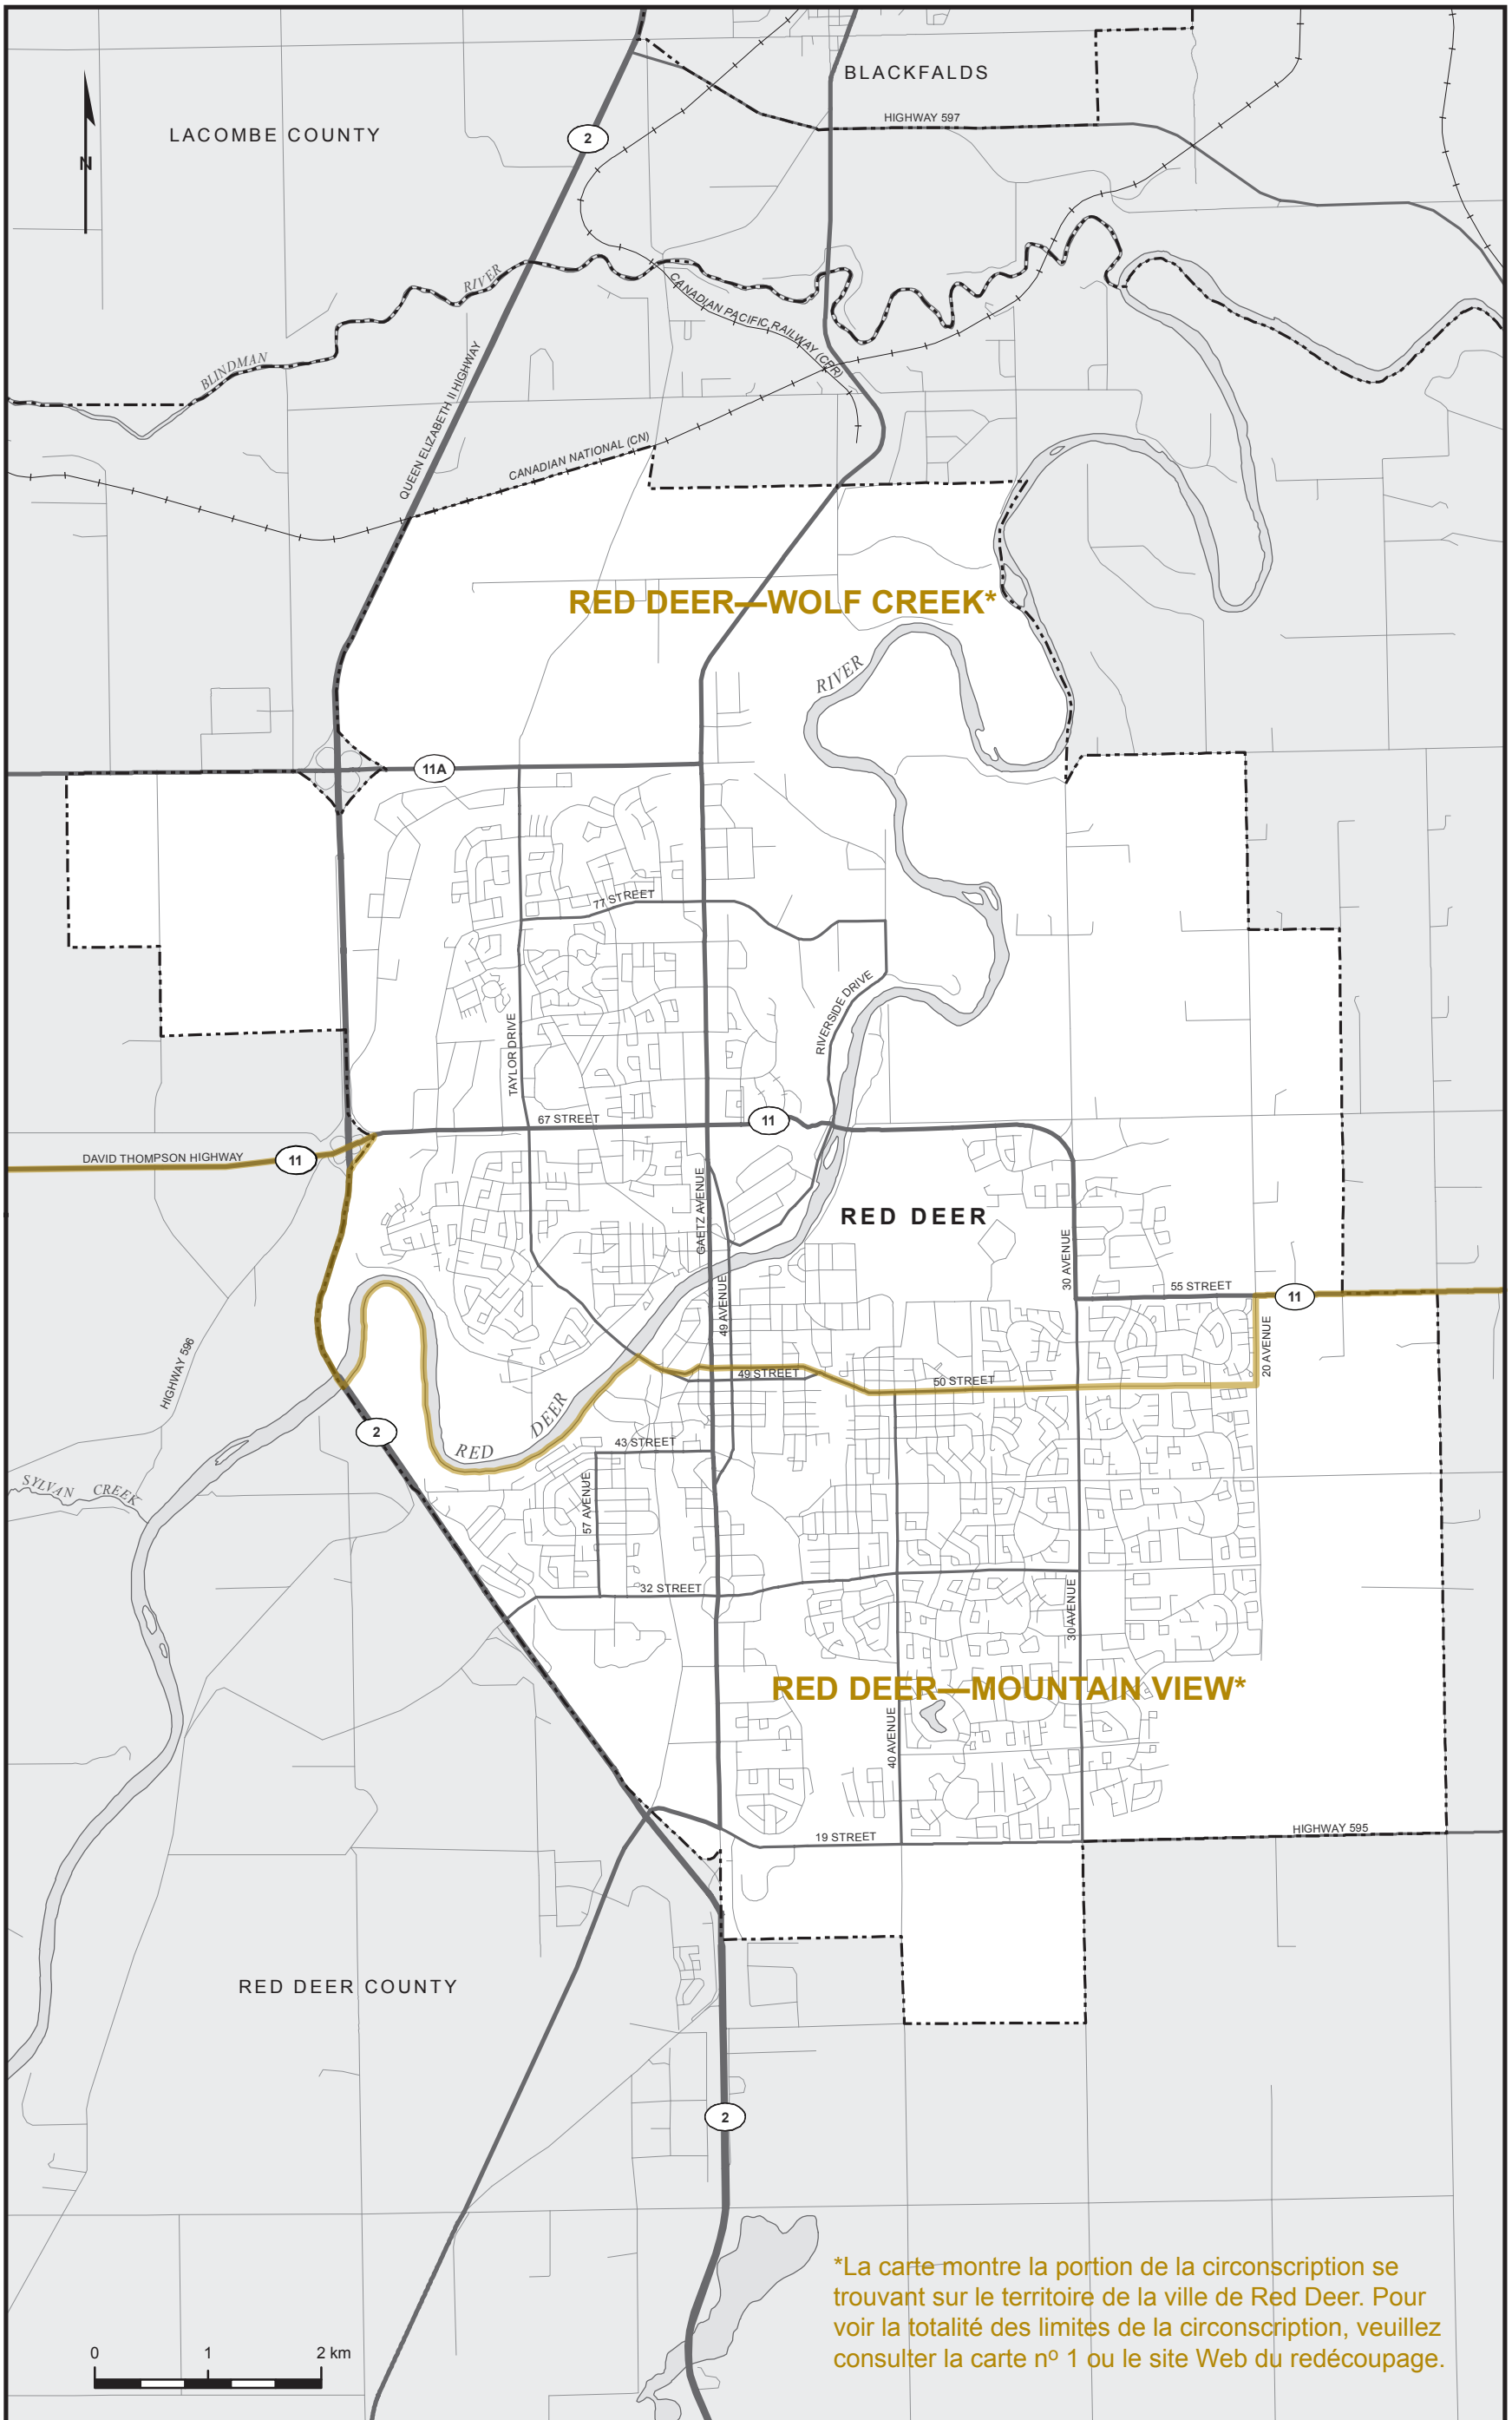 BLACKFALDS
HIGHWAY 597
LACOMBE COUNTY
2
N
RIVER
CANADIAN PACIFIC RAILWAY (CPR)
BLINDMAN
QUEEN ELIZABETH II HIGHWAY
CANADIAN NATIONAL (CN)
RED DEER—WOLF CREEK*
RIVER
11A
77 STREET
RIVERSIDE DRIVE
TAYLOR DRIVE
67 STREET
11
DAVID THOMPSON HIGHWAY
11
GAETZ AVENUE
RED DEER
30 AVENUE
55 STREET
11
49 AVENUE
20 AVENUE
HIGHWAY 596
49 STREET
50 STREET
DEER
2
RED
43 STREET
SYLVAN CREEK
57 AVENUE
32 STREET
30 AVENUE
RED DEER—MOUNTAIN VIEW*
40 AVENUE
19 STREET
HIGHWAY 595
RED DEER COUNTY
2
*La carte montre la portion de la circonscription se
trouvant sur le territoire de la ville de Red Deer. Pour
voir la totalité des limites de la circonscription, veuillez
consulter la carte nº 1 ou le site Web du redécoupage.
0 1 2 km